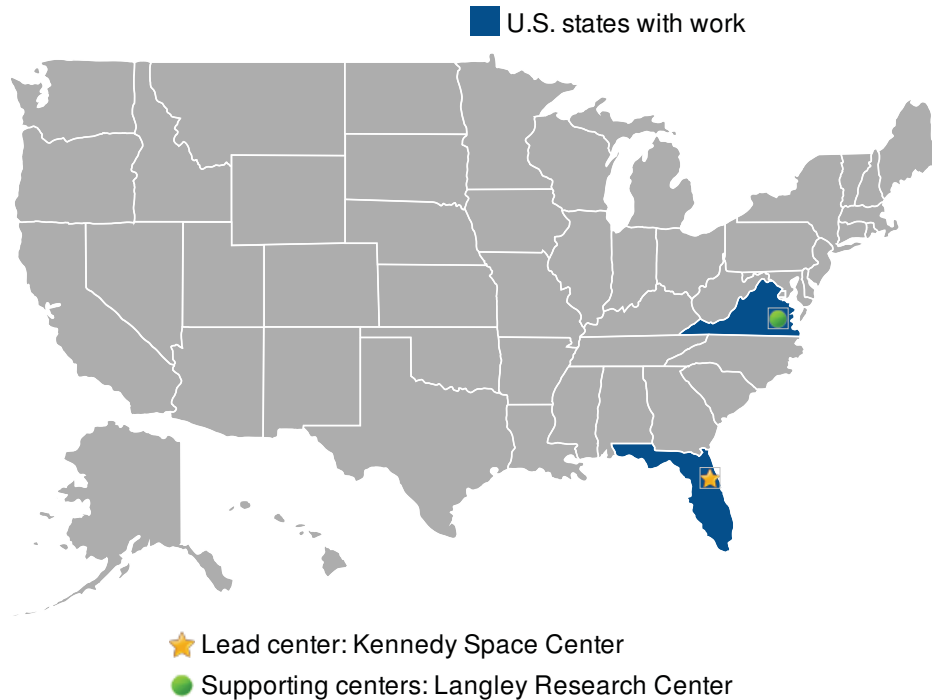 U.S. states with work
Lead center: Kennedy Space Center
Supporting centers: Langley Research Center